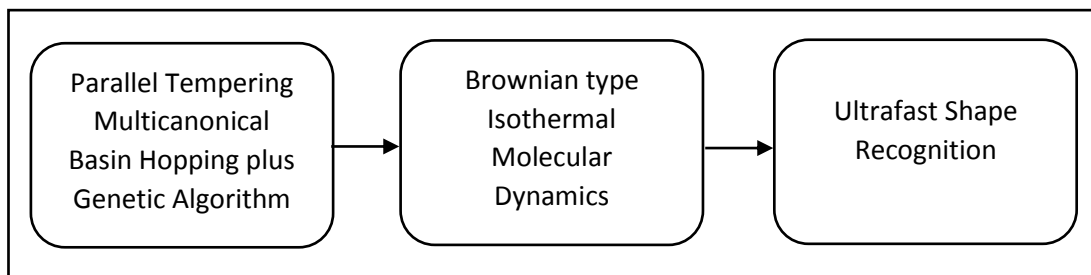 Parallel Tempering
Multicanonical
Basin Hopping plus
Genetic Algorithm
Brownian type
Isothermal
Molecular
Dynamics
Ultrafast Shape
Recognition